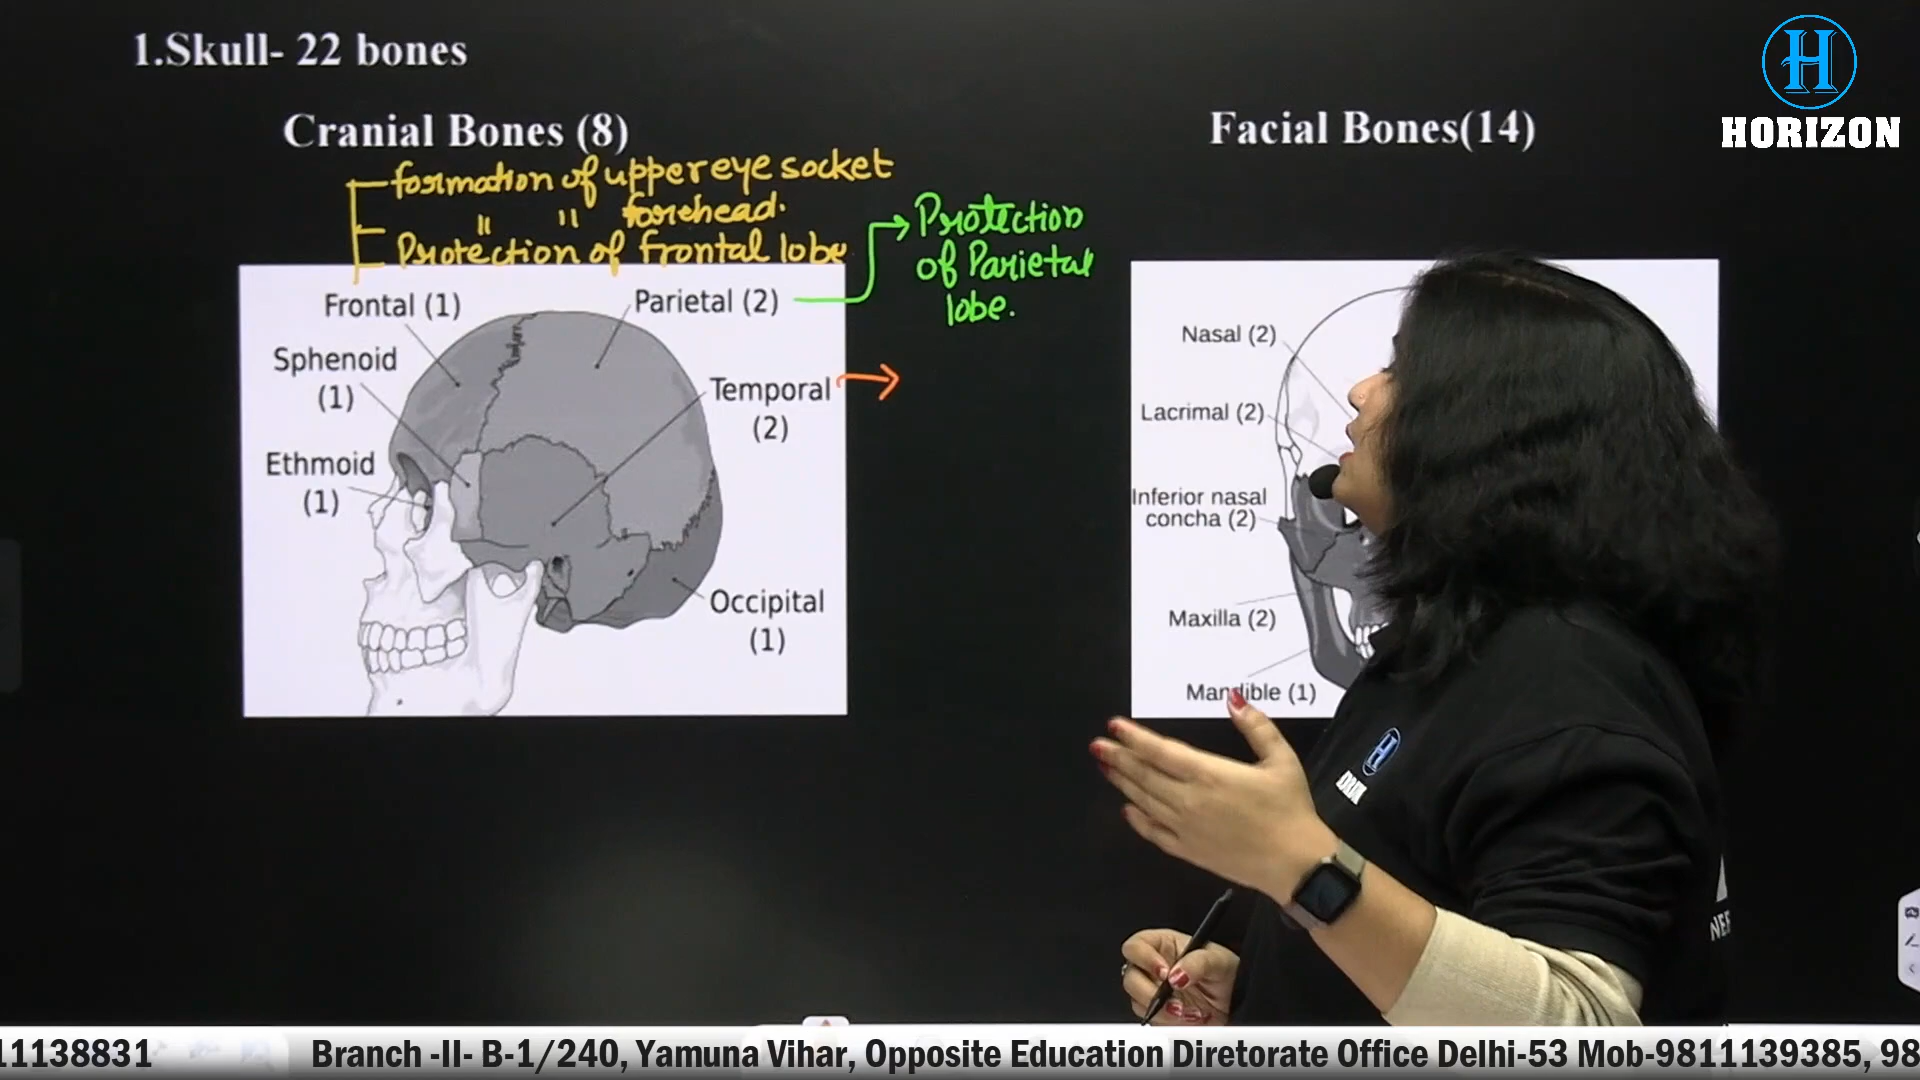 1.Skull- 22 bones
Cranial Bones (8)
Facial Bones(14)
H
HORIZON
formation of upper eye socket
" " forehead.
Protection of frontal lobe
Protection
of Parietal
lobe.
Frontal (1)
Parietal (2)
Sphenoid
(1)
Temporal
(2)
Ethmoid
(1)
Occipital
(1)
Nasal (2)
Lacrimal (2)
Inferior nasal
concha (2)
Maxilla (2)
Mandible (1)
H
11138831 Branch -II- B-1/240, Yamuna Vihar, Opposite Education Diretorate Office Delhi-53 Mob-9811139385, 98